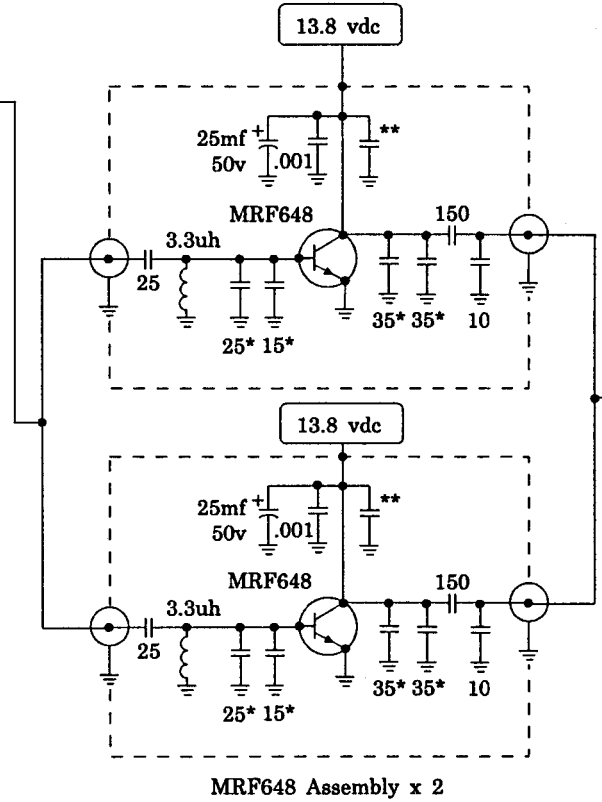 13.8 vdc
25mf + .001 **
50v
MRF648
3.3uh
150
25
25* 15*
35* 35* 10
13.8 vdc
25mf + .001 **
50v
MRF648
3.3uh
150
25
25* 15*
35* 35* 10
MRF648 Assembly x 2